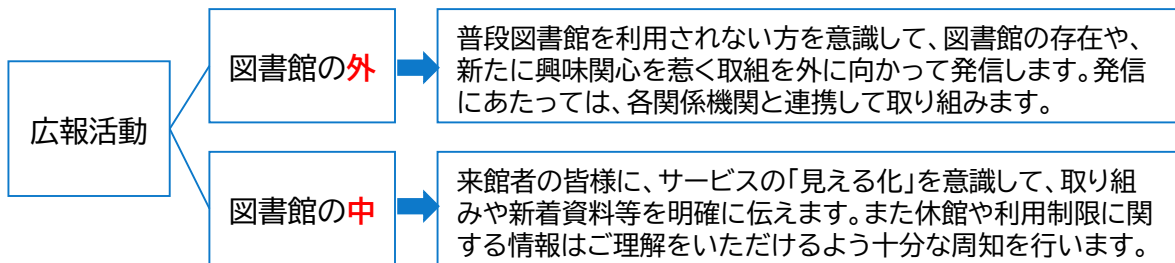 広報活動
図書館の外
普段図書館を利用されない方を意識して、図書館の存在や、
新たに興味関心を惹く取組を外に向かって発信します。発信
にあたっては、各関係機関と連携して取り組みます。
図書館の中
来館者の皆様に、サービスの「見える化」を意識して、取り組
みや新着資料等を明確に伝えます。また休館や利用制限に関
する情報はご理解をいただけるよう十分な周知を行います。